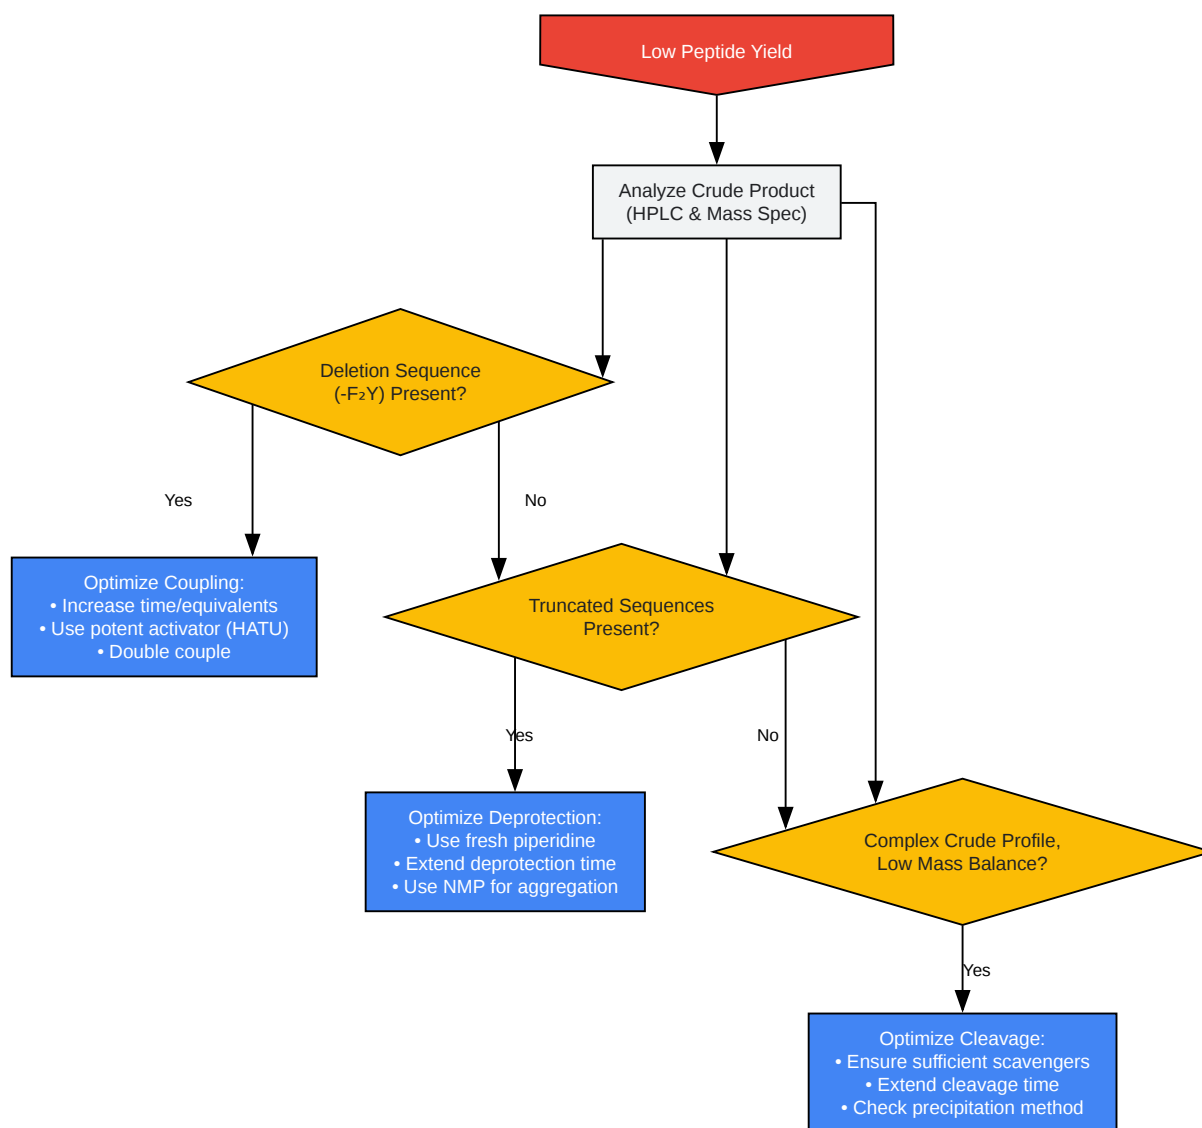 Low Peptide Yield
Analyze Crude Product
(HPLC & Mass Spec)
Deletion Sequence
(-F₂Y) Present?
Yes
No
Optimize Coupling:
• Increase time/equivalents
• Use potent activator (HATU)
• Double couple
Truncated Sequences
Present?
Yes
No
Optimize Deprotection:
• Use fresh piperidine
• Extend deprotection time
• Use NMP for aggregation
Complex Crude Profile,
Low Mass Balance?
Yes
Optimize Cleavage:
• Ensure sufficient scavengers
• Extend cleavage time
• Check precipitation method